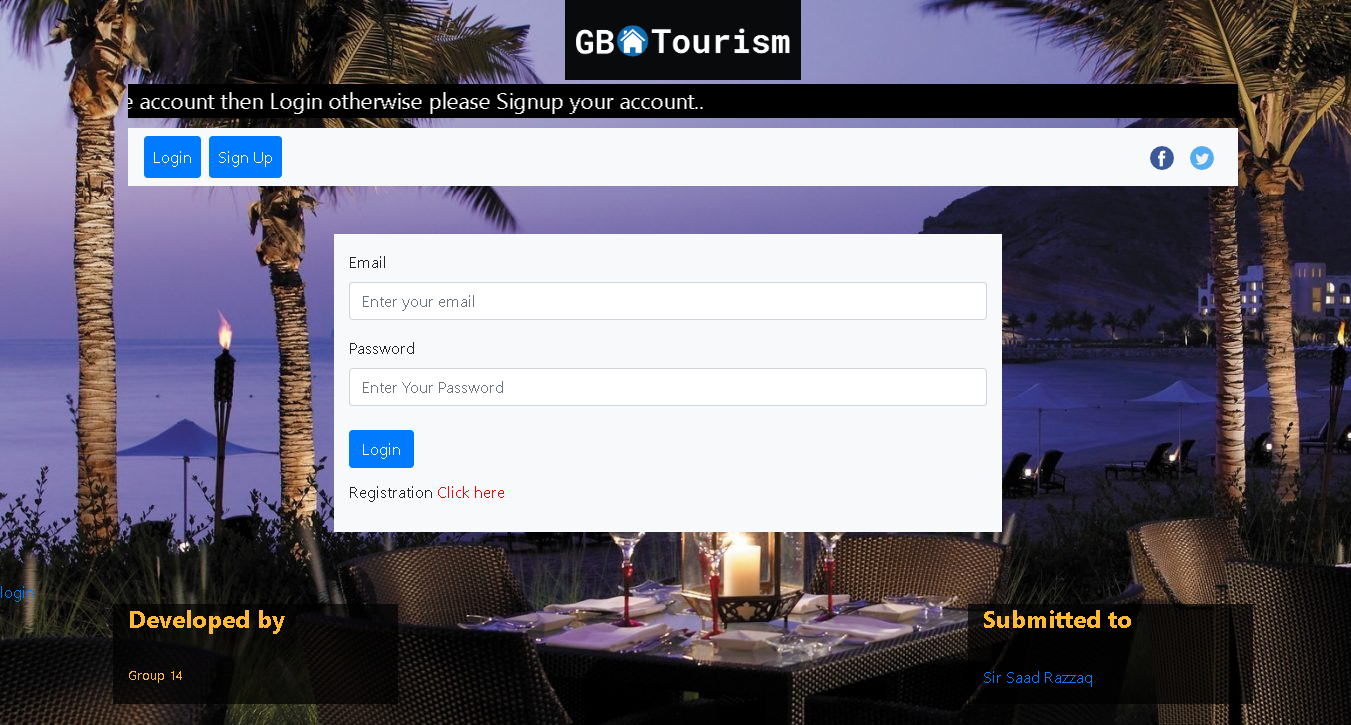 GB Tourism
e account then Login otherwise please Signup your account..
Login Sign Up
Email
Enter your email
Password
Enter Your Password
Login
Registration Click here
login
Developed by
Group 14
Submitted to
Sir Saad Razzaq